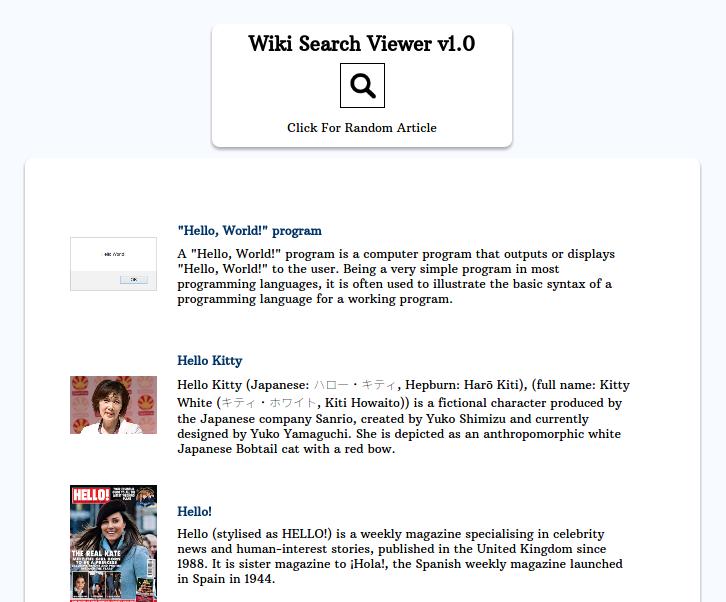 Wiki Search Viewer v1.0
Click For Random Article
"Hello, World!" program
A "Hello, World!" program is a computer program that outputs or displays
"Hello, World!" to the user. Being a very simple program in most
programming languages, it is often used to illustrate the basic syntax of a
programming language for a working program.
Hello World
OK
Hello Kitty
Hello Kitty (Japanese: ハロー・キティ, Hepburn: Harō Kiti), (full name: Kitty
White (キティ・ホワイト, Kiti Howaito)) is a fictional character produced by
the Japanese company Sanrio, created by Yuko Shimizu and currently
designed by Yuko Yamaguchi. She is depicted as an anthropomorphic white
Japanese Bobtail cat with a red bow.
HELLO!
THE REAL KATE
Hello!
Hello (stylised as HELLO!) is a weekly magazine specialising in celebrity
news and human-interest stories, published in the United Kingdom since
1988. It is sister magazine to ¡Hola!, the Spanish weekly magazine launched
in Spain in 1944.